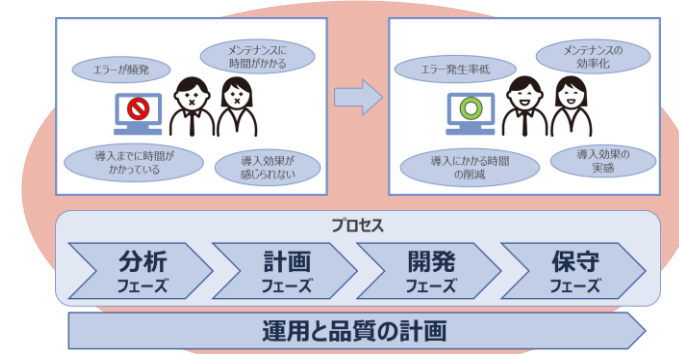 エラーが頻発
メンテナンスに
時間がかかる
導入までに時間が
かかっている
導入効果が
感じられない
エラー発生率低
メンテナンスの
効率化
導入にかかる時間
の削減
導入効果の
実感
プロセス
分析
フェーズ
計画
フェーズ
開発
フェーズ
保守
フェーズ
運用と品質の計画